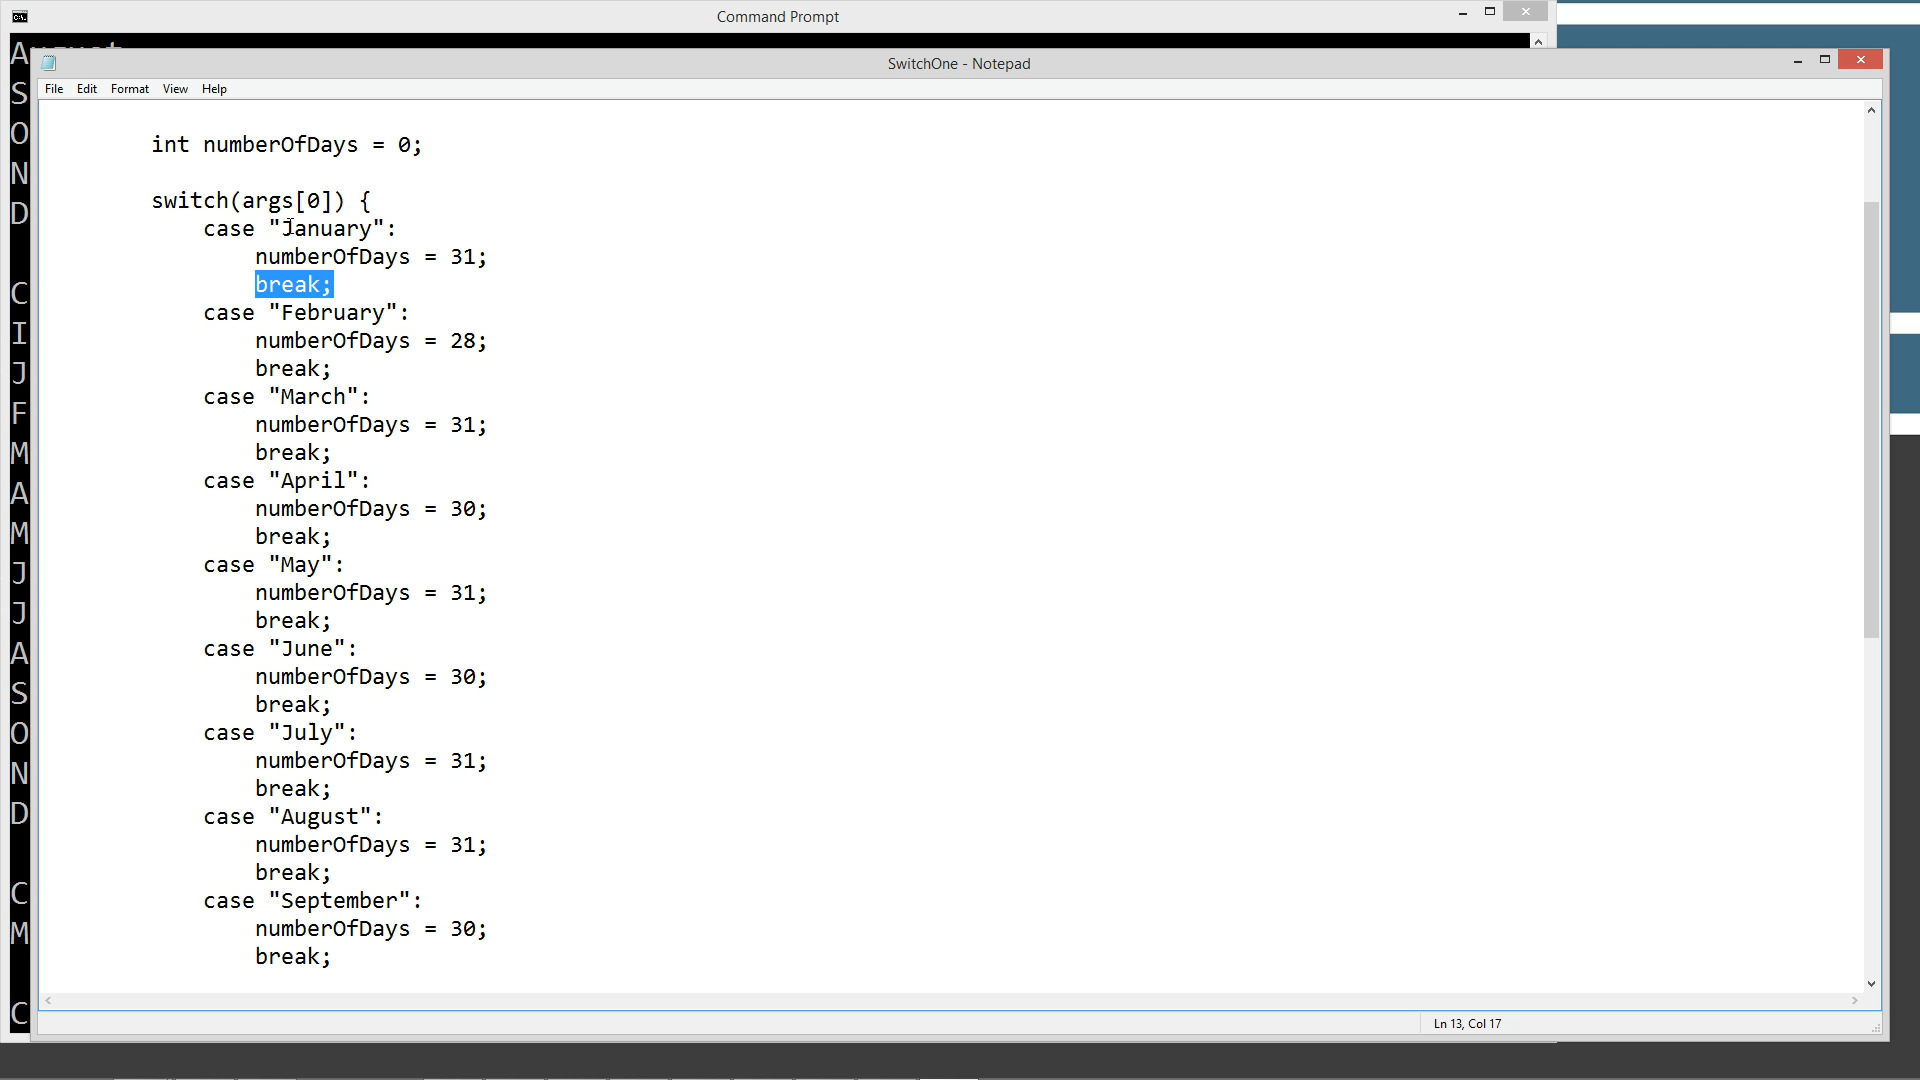 Command Prompt
SwitchOne - Notepad
File Edit Format View Help
int numberOfDays = 0;
switch(args[0]) {
case "January":
numberOfDays = 31;
break;
case "February":
numberOfDays = 28;
break;
case "March":
numberOfDays = 31;
break;
case "April":
numberOfDays = 30;
break;
case "May":
numberOfDays = 31;
break;
case "June":
numberOfDays = 30;
break;
case "July":
numberOfDays = 31;
break;
case "August":
numberOfDays = 31;
break;
case "September":
numberOfDays = 30;
break;
Ln 13, Col 17
A
S
O
N
D
C
I
J
F
M
A
M
J
J
A
S
O
N
D
C
M
C